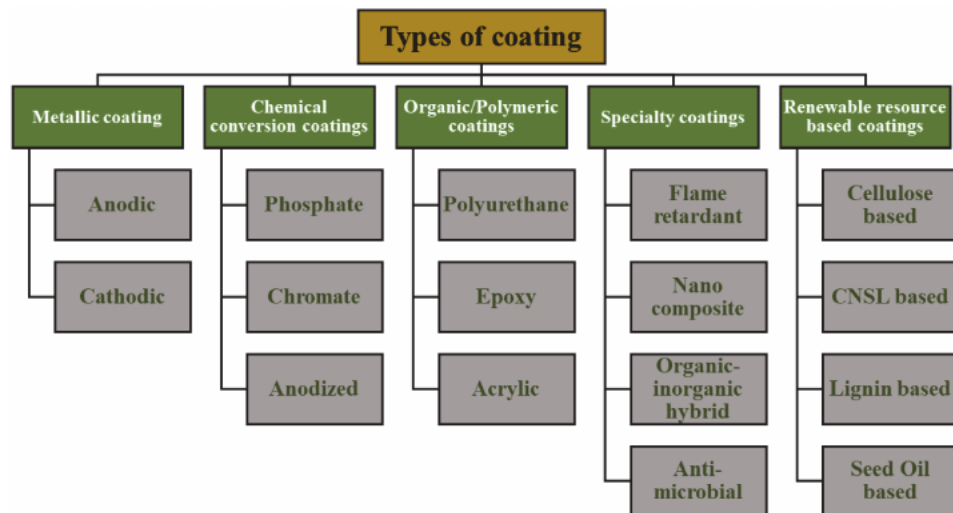 Types of coating
Metallic coating
Anodic
Cathodic
Chemical
conversion coatings
Phosphate
Chromate
Anodized
Organic/Polymeric
coatings
Polyurethane
Epoxy
Acrylic
Specialty coatings
Flame
retardant
Nano
composite
Organic-
inorganic
hybrid
Anti-
microbial
Renewable resource
based coatings
Cellulose
based
CNSL based
Lignin based
Seed Oil
based